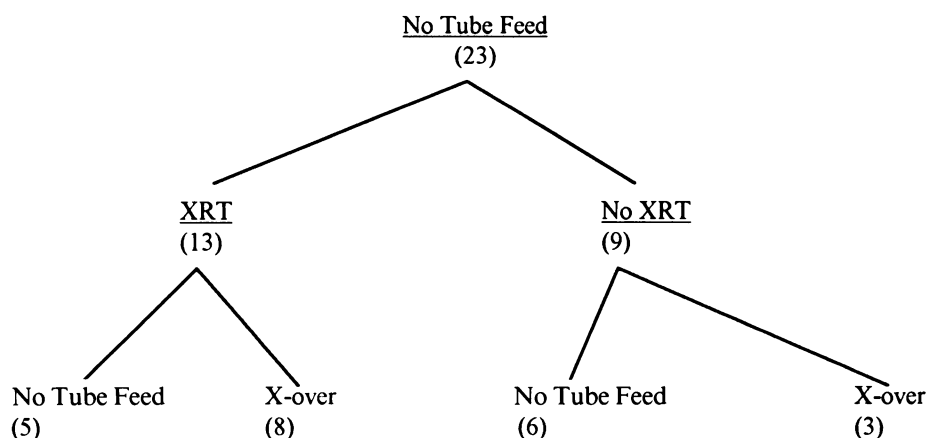 No Tube Feed
(23)
XRT
(13)
No XRT
(9)
No Tube Feed
(5)
X-over
(8)
No Tube Feed
(6)
X-over
(3)